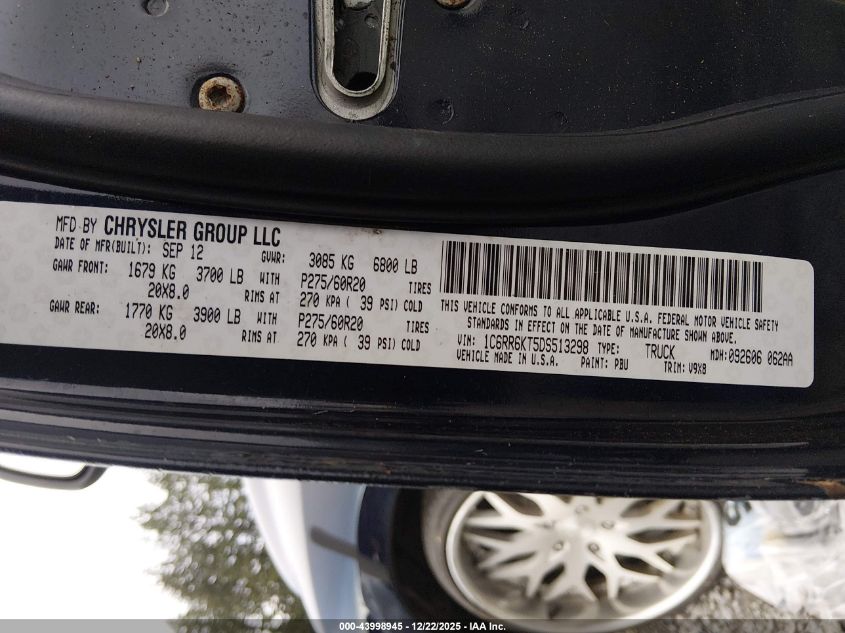 MFD BY CHRYSLER GROUP LLC
DATE OF MFR(BUILT): SEP 12 GVWR: 3085 KG 6800 LB
GAWR FRONT: 1679 KG 3700 LB WITH P275/60R20 TIRES
20X8.0 RIMS AT 270 KPA ( 39 PSI) COLD
GAWR REAR: 1770 KG 3900 LB WITH P275/60R20 TIRES
20X8.0 RIMS AT 270 KPA ( 39 PSI) COLD
THIS VEHICLE CONFORMS TO ALL APPLICABLE U.S.A. FEDERAL MOTOR VEHICLE SAFETY
STANDARDS IN EFFECT ON THE DATE OF MANUFACTURE SHOWN ABOVE.
VIN: 1C6RR6KT5DS513298 TYPE: TRUCK MDH: 092606 062AA
VEHICLE MADE IN U.S.A. PAINT: PBU TRIM: V9X8
000-43998945 - 12/22/2025 - IAA Inc.